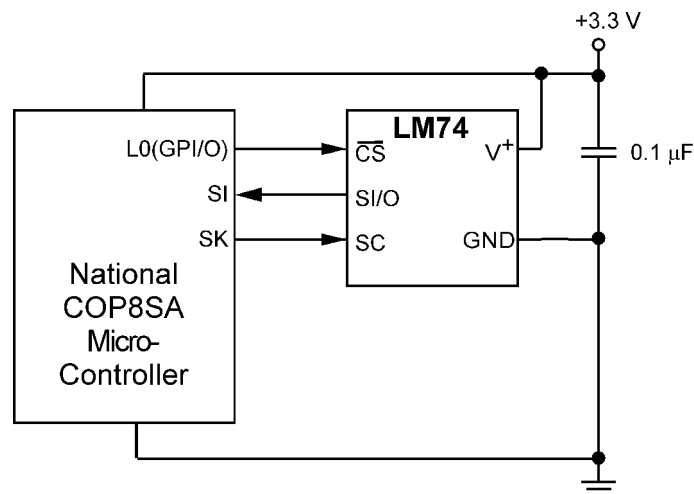 +3.3 V
LM74
L0(GPI/O)
CS
V+
0.1 µF
SI
SI/O
SK
SC
GND
National
COP8SA
Micro-
Controller